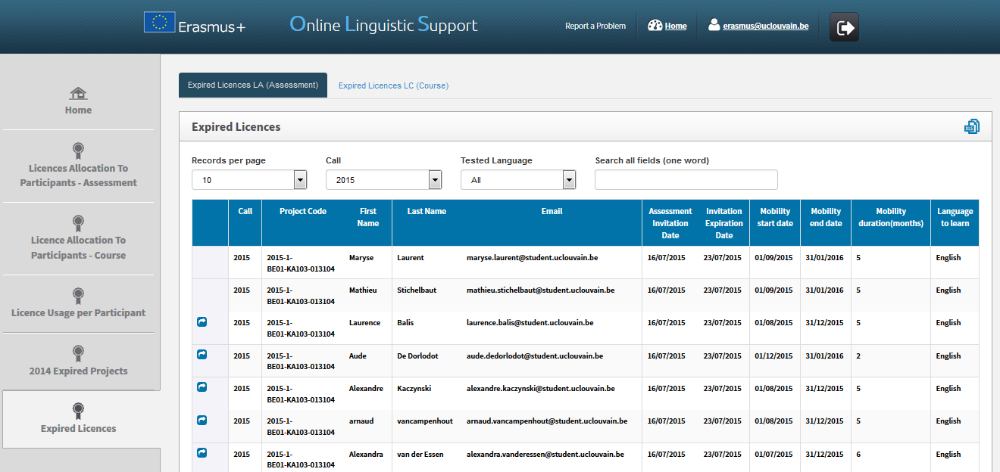 Erasmus+
Online Linguistic Support
Report a Problem
Home
erasmus@uclouvain.be
Home
Licences Allocation To
Participants - Assessment
Licence Allocation To
Participants - Course
Licence Usage per Participant
2014 Expired Projects
Expired Licences
Expired Licences LA (Assessment) Expired Licences LC (Course)
Expired Licences
XLS
Records per page Call Tested Language Search all fields (one word)
10 2015 All
Call Project Code First Last Name Email Assessment Invitation Mobility Mobility Mobility Language
Name Invitation Expiration start date end date duration(months) to learn
Date Date
2015 2015-1- Maryse Laurent maryse.laurent@student.uclouvain.be 16/07/2015 23/07/2015 01/09/2015 31/01/2016 5 English
BE01-KA103-013104
2015 2015-1- Mathieu Stichelbaut mathieu.stichelbaut@student.uclouvain.be 16/07/2015 23/07/2015 01/09/2015 31/01/2016 5 English
BE01-KA103-013104
2015 2015-1- Laurence Balis laurence.balis@student.uclouvain.be 16/07/2015 23/07/2015 01/08/2015 31/12/2015 5 English
BE01-KA103-013104
2015 2015-1- Aude De Dorlodot aude.dedorlodot@student.uclouvain.be 16/07/2015 23/07/2015 01/12/2015 31/01/2016 2 English
BE01-KA103-013104
2015 2015-1- Alexandre Kaczynski alexandre.kaczynski@student.uclouvain.be 16/07/2015 23/07/2015 01/08/2015 31/12/2015 5 English
BE01-KA103-013104
2015 2015-1- arnaud vancampenhout arnaud.vancampenhout@student.uclouvain.be 16/07/2015 23/07/2015 01/08/2015 31/12/2015 5 English
BE01-KA103-013104
2015 2015-1- Alexandra van der Essen alexandra.vanderessen@student.uclouvain.be 16/07/2015 23/07/2015 01/07/2015 31/12/2015 6 English
BE01-KA103-013104